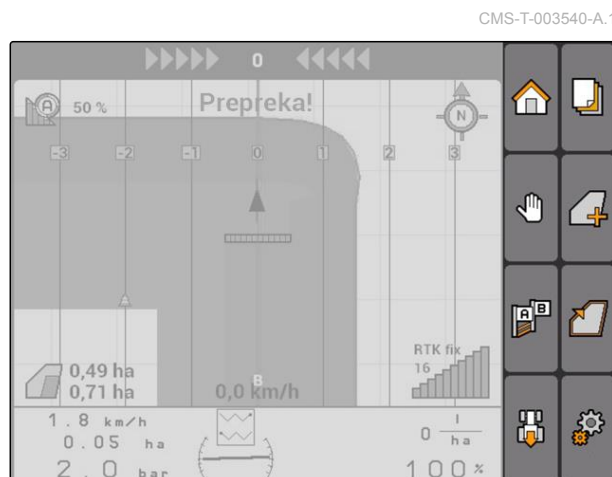 CMS-T-003540-A.1
0
50 %
Prepreka!
N
-3 -2 -1 0 1 2 3
A
A B
RTK fix
16
0,49 ha
0,71 ha
B
0,0 km/h
1.8 km/h
0.05 ha
2.0 bar
0 l/ha
100%